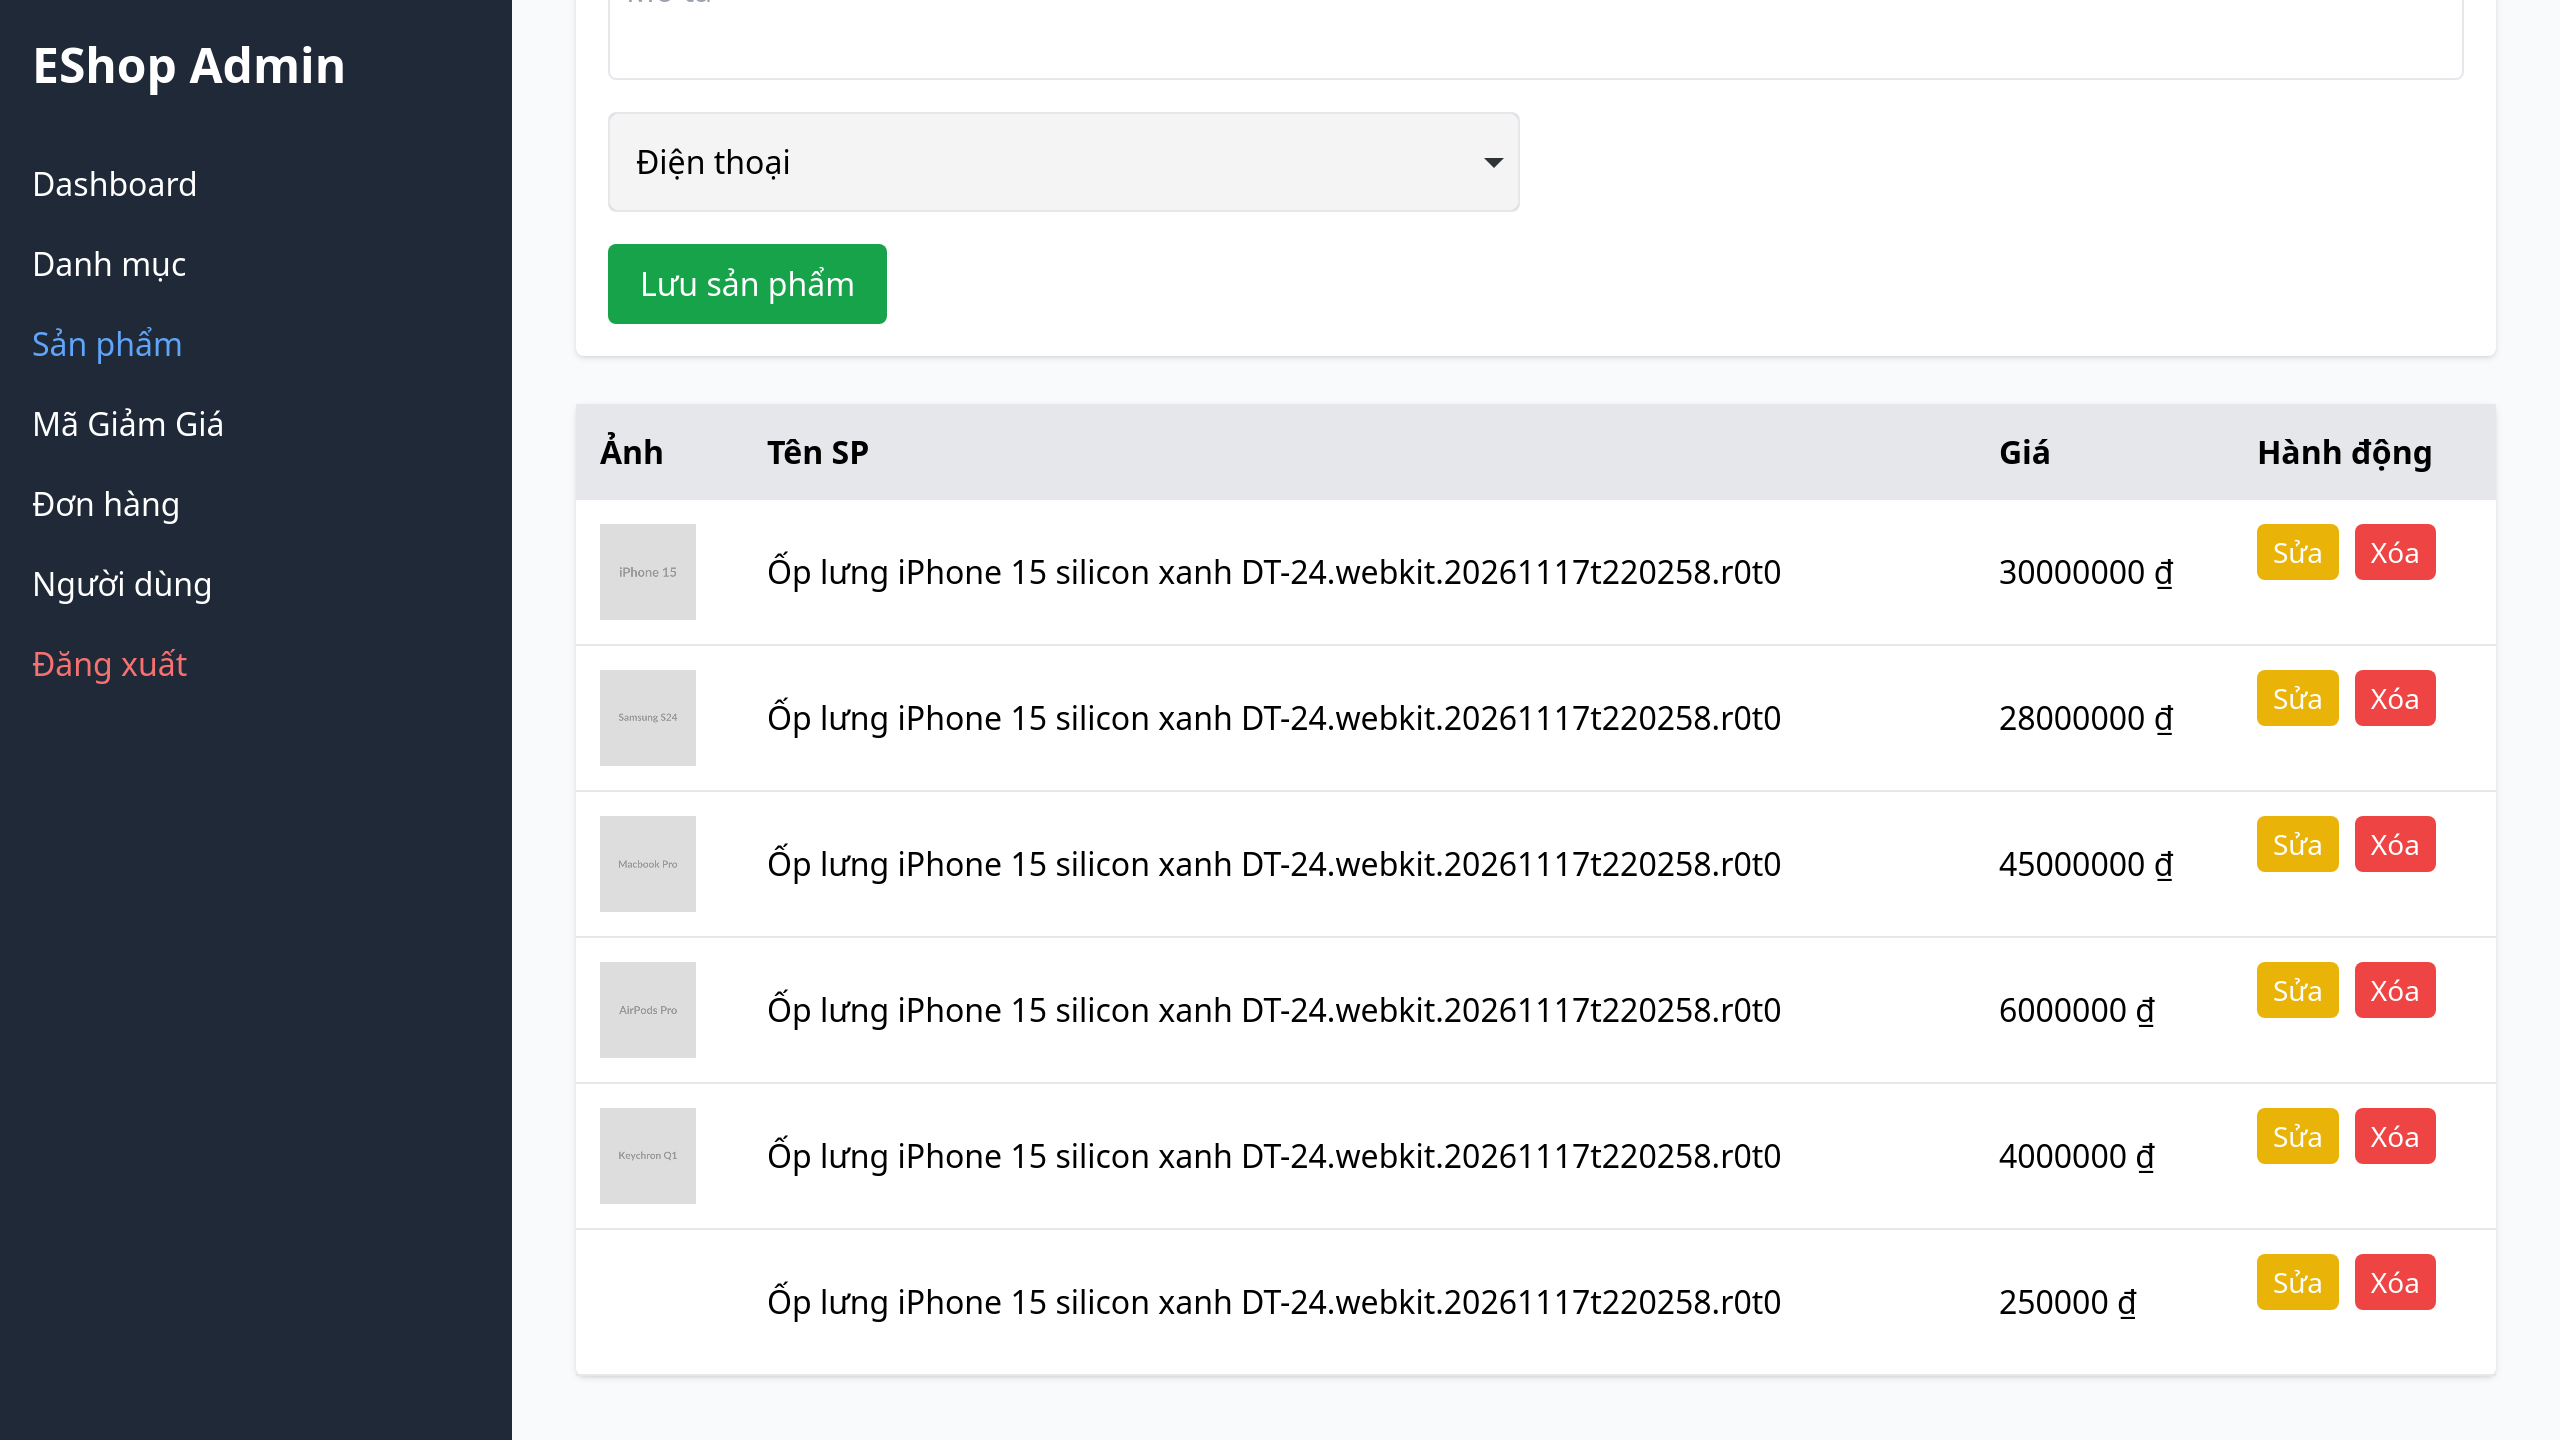 EShop Admin
Dashboard
Danh mục
Sản phẩm
Mã Giảm Giá
Đơn hàng
Người dùng
Đăng xuất
Điện thoại
Lưu sản phẩm
Ảnh Tên SP Giá Hành động
iPhone 15 Ốp lưng iPhone 15 silicon xanh DT-24.webkit.20261117t220258.r0t0 30000000 ₫ Sửa Xóa
Samsung S24 Ốp lưng iPhone 15 silicon xanh DT-24.webkit.20261117t220258.r0t0 28000000 ₫ Sửa Xóa
Macbook Pro Ốp lưng iPhone 15 silicon xanh DT-24.webkit.20261117t220258.r0t0 45000000 ₫ Sửa Xóa
AirPods Pro Ốp lưng iPhone 15 silicon xanh DT-24.webkit.20261117t220258.r0t0 6000000 ₫ Sửa Xóa
Keychron Q1 Ốp lưng iPhone 15 silicon xanh DT-24.webkit.20261117t220258.r0t0 4000000 ₫ Sửa Xóa
Ốp lưng iPhone 15 silicon xanh DT-24.webkit.20261117t220258.r0t0 250000 ₫ Sửa Xóa